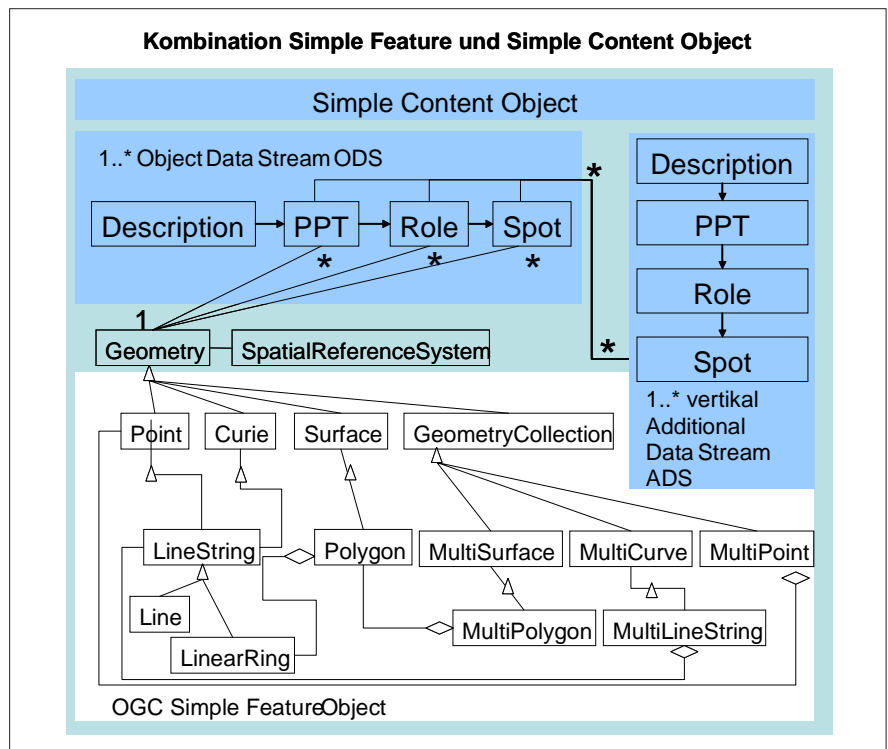 Kombination Simple Feature und Simple Content Object
Simple Content Object
1..* Object Data Stream ODS
*
Description
PPT
Role
Spot
*
*
*
Description
PPT
Role
Spot
*
1..* vertikal
Additional
Data Stream
ADS
1
Geometry
SpatialReferenceSystem
Point
Curie
Surface
GeometryCollection
LineString
Polygon
MultiSurface
MultiCurve
MultiPoint
Line
LinearRing
MultiPolygon
MultiLineString
OGC Simple FeatureObject